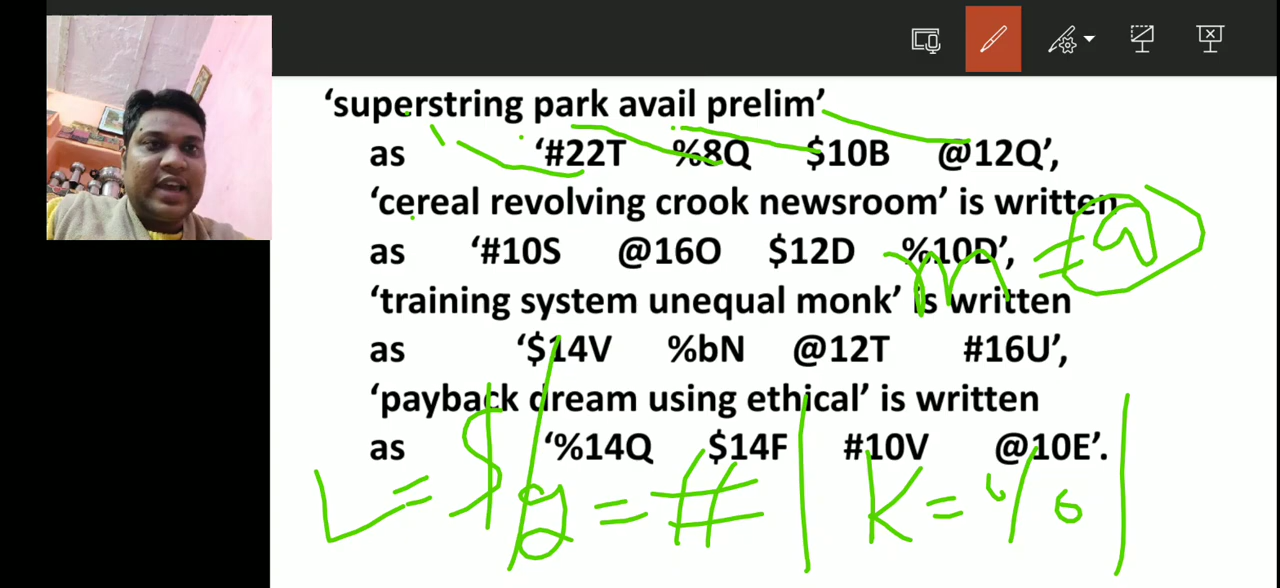 ‘superstring park avail prelim’
as ‘#22T %8Q $10B @12Q’,
‘cereal revolving crook newsroom’ is written
as ‘#10S @16O $12D %10D’,
m = @
‘training system unequal monk’ is written
as ‘$14V %bN @12T #16U’,
‘payback dream using ethical’ is written
as ‘%14Q $14F #10V @10E’.
L = $ | g = # | K = % |